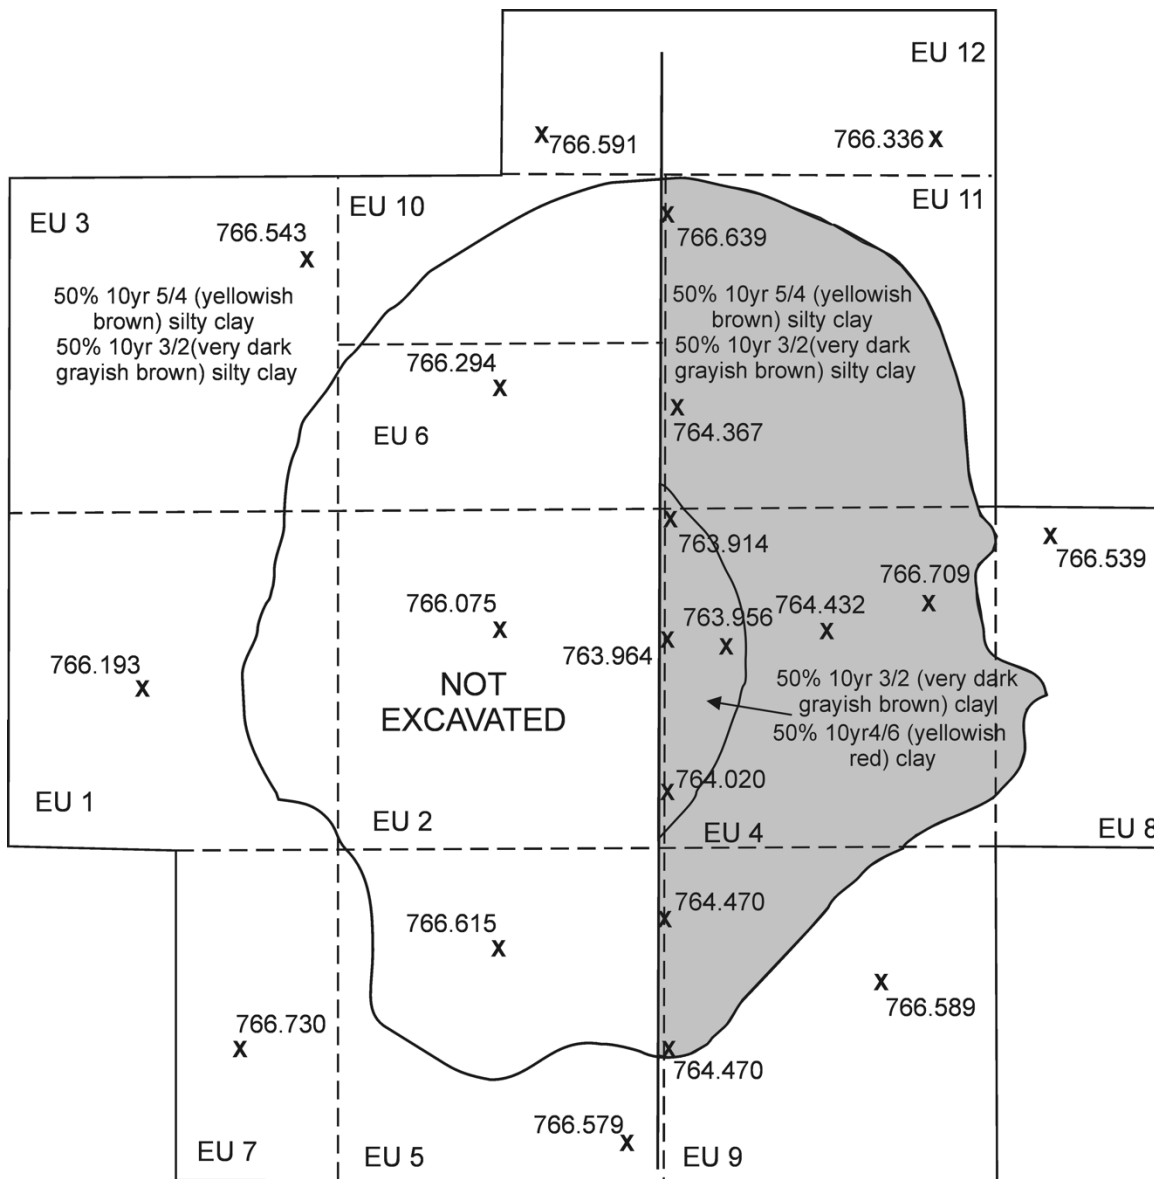 EU 12
X 766.591
766.336 X
EU 3
EU 10
EU 11
766.543
X
X
766.639
50% 10yr 5/4 (yellowish
brown) silty clay
50% 10yr 3/2(very dark
grayish brown) silty clay
50% 10yr 5/4 (yellowish
brown) silty clay
50% 10yr 3/2(very dark
grayish brown) silty clay
766.294
X
X
764.367
EU 6
X
763.914
X
766.539
766.075
X
766.709
X
764.432
X
763.956
X
763.964
X
766.193
X
NOT
EXCAVATED
50% 10yr 3/2 (very dark
grayish brown) clay
50% 10yr4/6 (yellowish
red) clay
764.020
X
EU 1
EU 2
EU 4
EU 8
764.470
X
766.615
X
X
766.589
766.730
X
X
764.470
766.579
X
EU 7
EU 5
EU 9